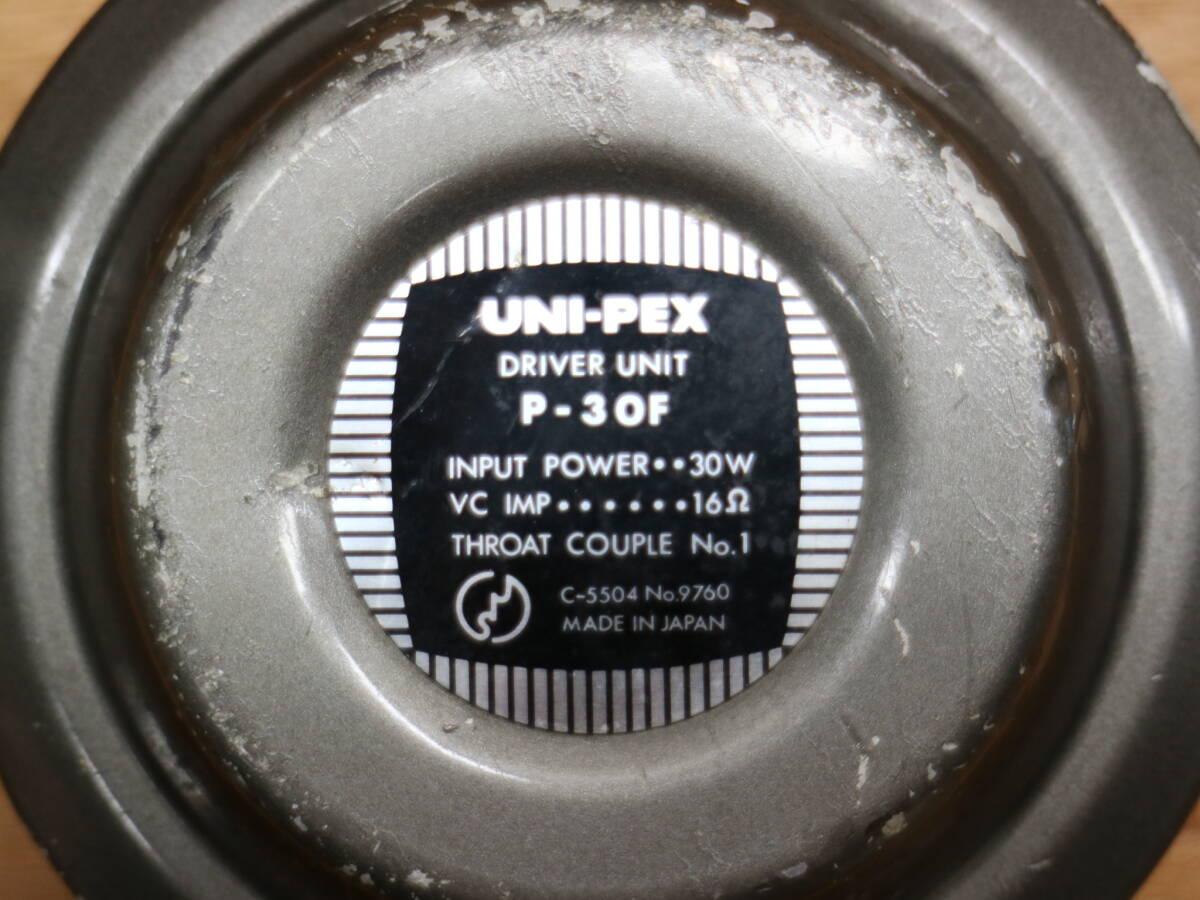 UNI-PEX
DRIVER UNIT
P-30F
INPUT POWER••30W
VC IMP••••••16Ω
THROAT COUPLE No.1
C-5504 No.9760
MADE IN JAPAN